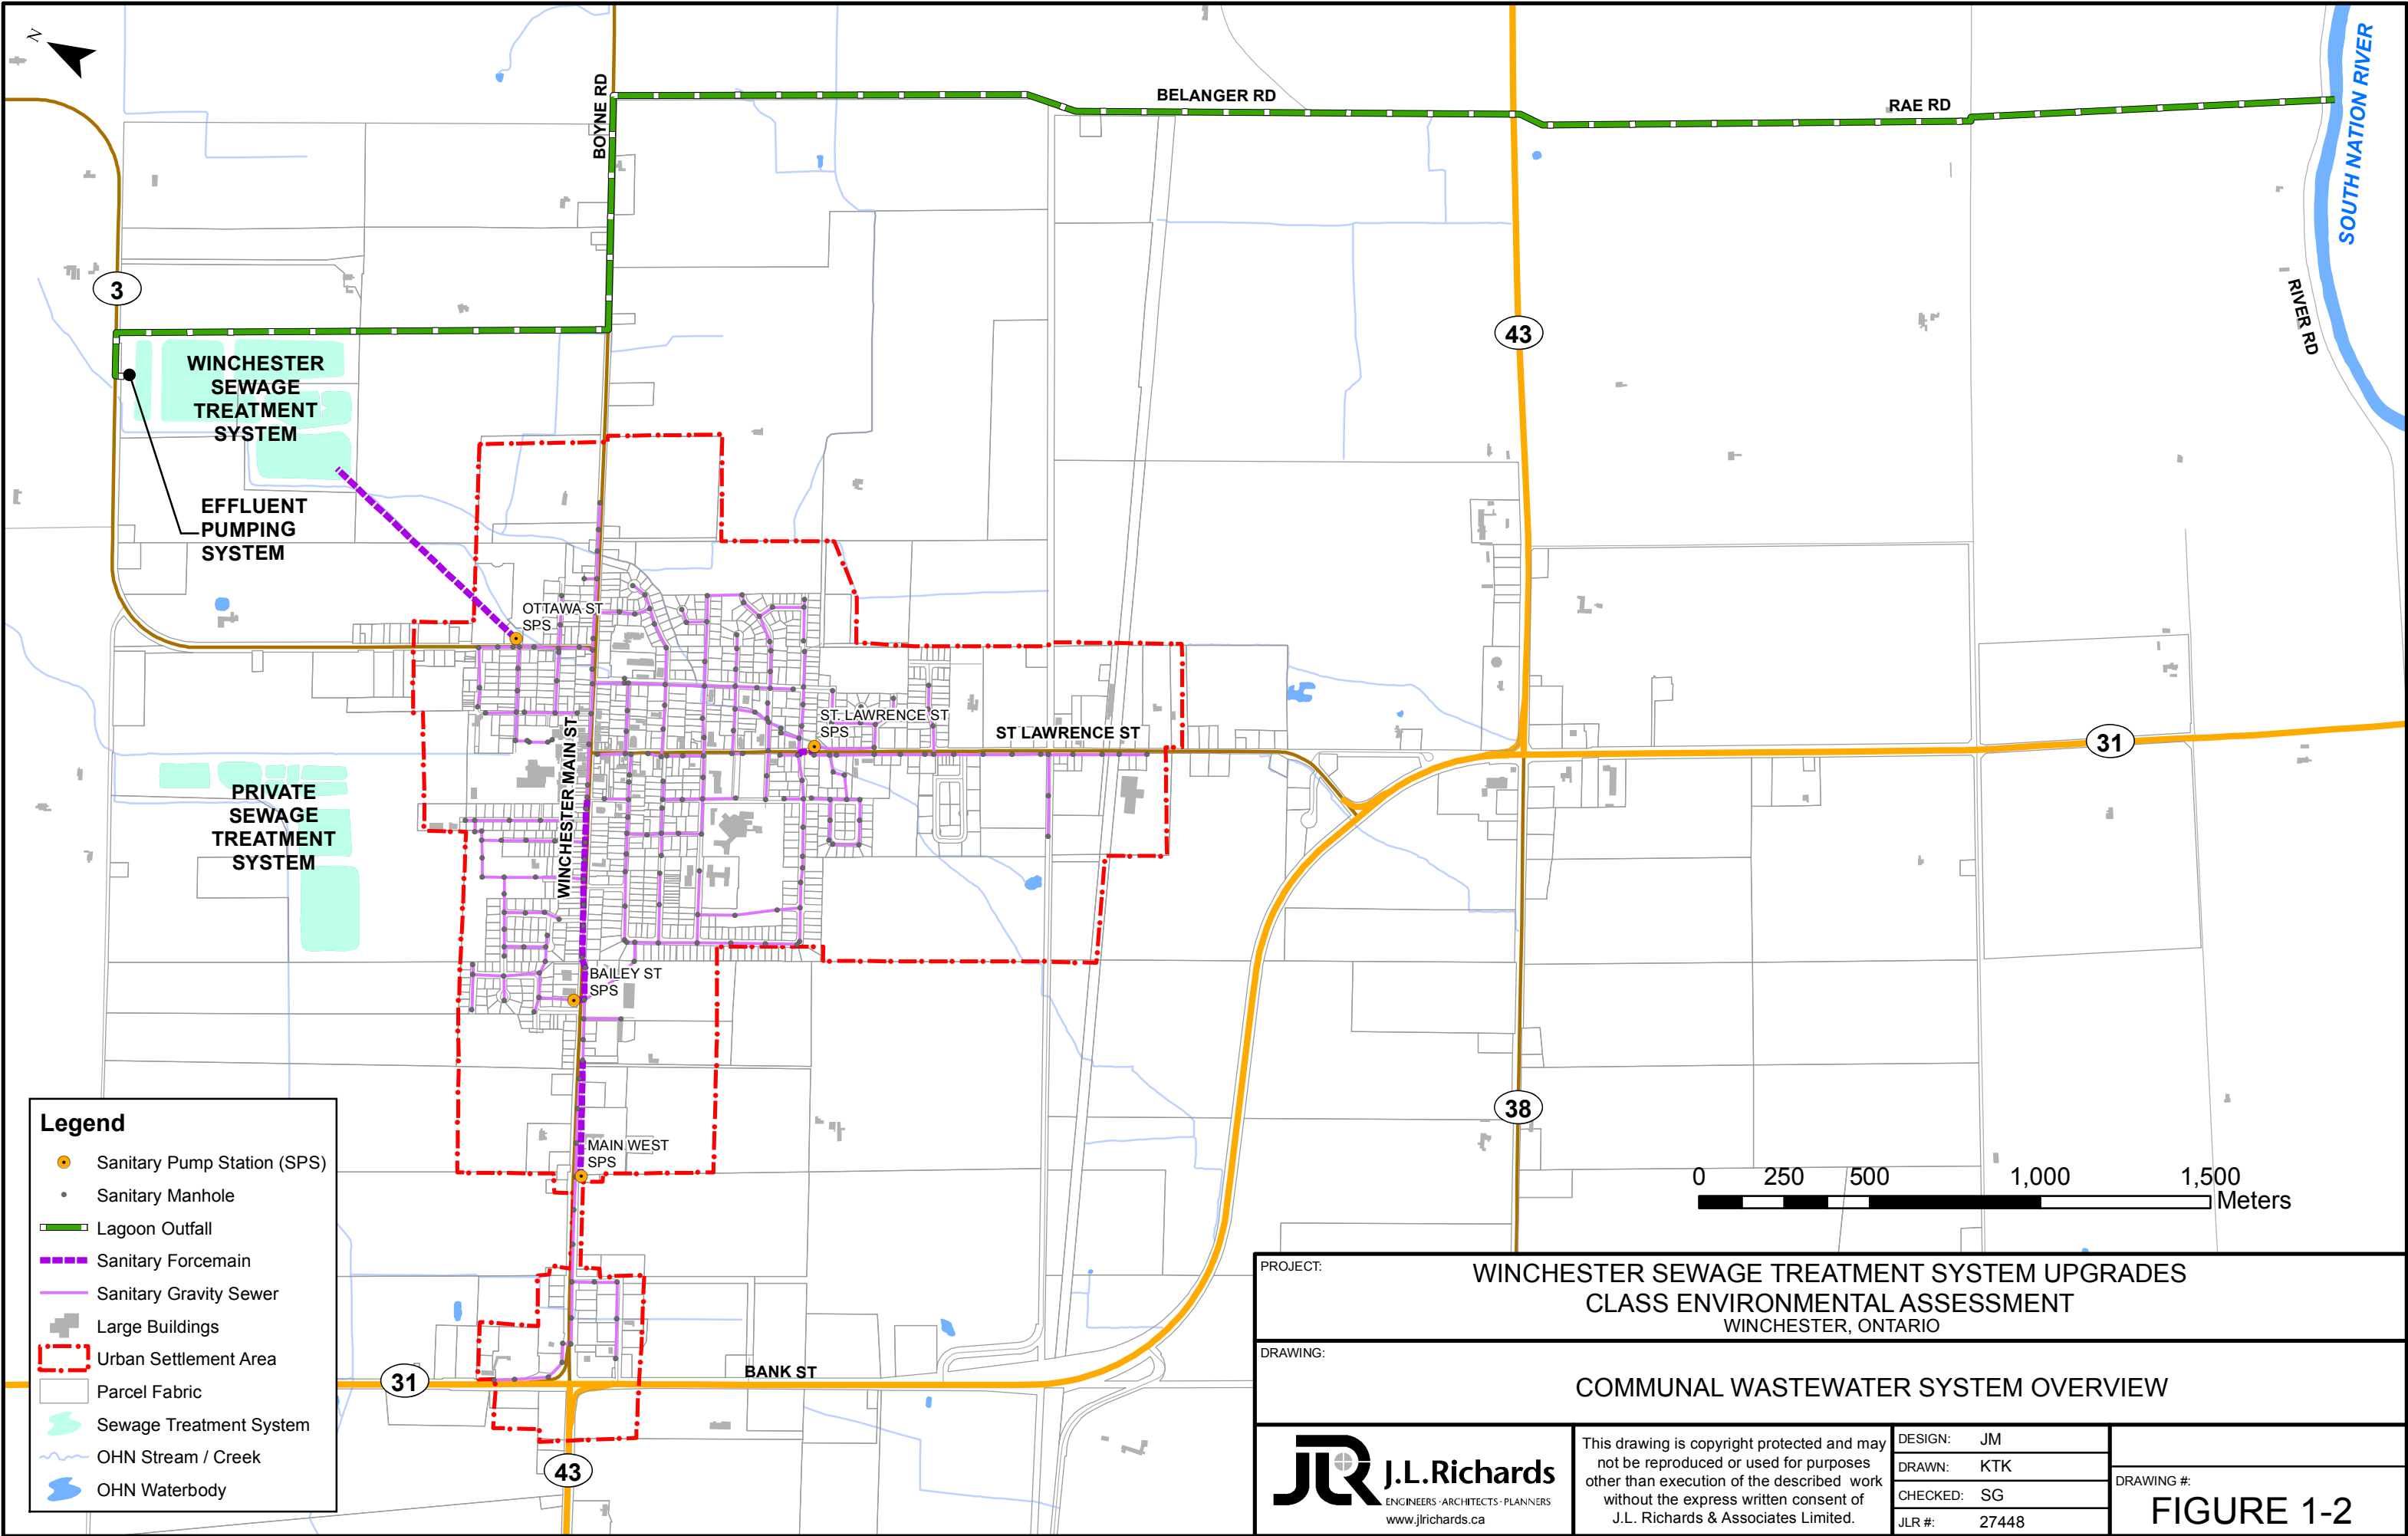 N
BOYNE RD
BELANGER RD
RAE RD
SOUTH NATION RIVER
RIVER RD
3
43
WINCHESTER
SEWAGE
TREATMENT
SYSTEM
EFFLUENT
PUMPING
SYSTEM
OTTAWA ST
SPS
ST. LAWRENCE ST
SPS
ST LAWRENCE ST
31
WINCHESTER MAIN ST
PRIVATE
SEWAGE
TREATMENT
SYSTEM
BAILEY ST
SPS
MAIN WEST
SPS
38
31
BANK ST
43
Legend
Sanitary Pump Station (SPS)
Sanitary Manhole
Lagoon Outfall
Sanitary Forcemain
Sanitary Gravity Sewer
Large Buildings
Urban Settlement Area
Parcel Fabric
Sewage Treatment System
OHN Stream / Creek
OHN Waterbody
0 250 500 1,000 1,500
Meters
PROJECT:
WINCHESTER SEWAGE TREATMENT SYSTEM UPGRADES
CLASS ENVIRONMENTAL ASSESSMENT
WINCHESTER, ONTARIO
DRAWING:
COMMUNAL WASTEWATER SYSTEM OVERVIEW
JLR J.L.Richards
ENGINEERS · ARCHITECTS · PLANNERS
www.jlrichards.ca
This drawing is copyright protected and may
not be reproduced or used for purposes
other than execution of the described work
without the express written consent of
J.L. Richards & Associates Limited.
DESIGN: JM
DRAWN: KTK
CHECKED: SG
JLR #: 27448
DRAWING #:
FIGURE 1-2